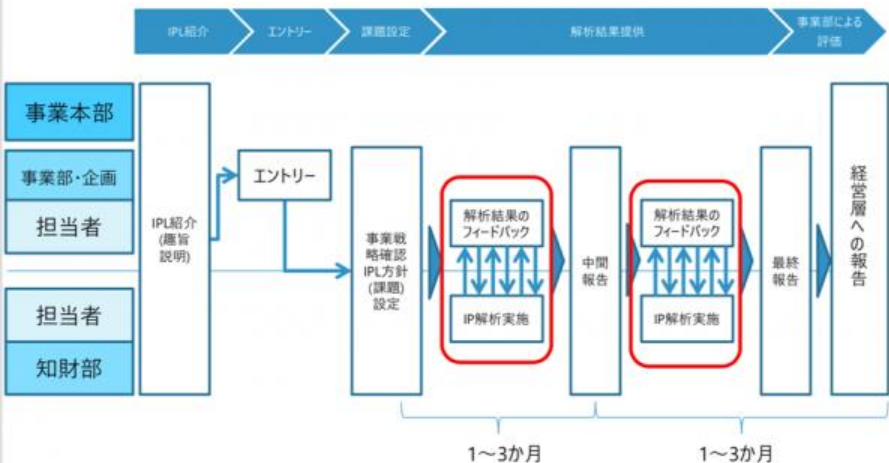 IPL紹介
エントリー
課題設定
解析結果提供
事業部による
評価
事業本部
事業部・企画
担当者
担当者
知財部
IPL紹介
(趣旨
説明)
エントリー
事業戦
略確認
IPL方針
(課題)
設定
解析結果の
フィードバック
IP解析実施
中間
報告
解析結果の
フィードバック
IP解析実施
最終
報告
経営層への報告
1～3か月
1～3か月